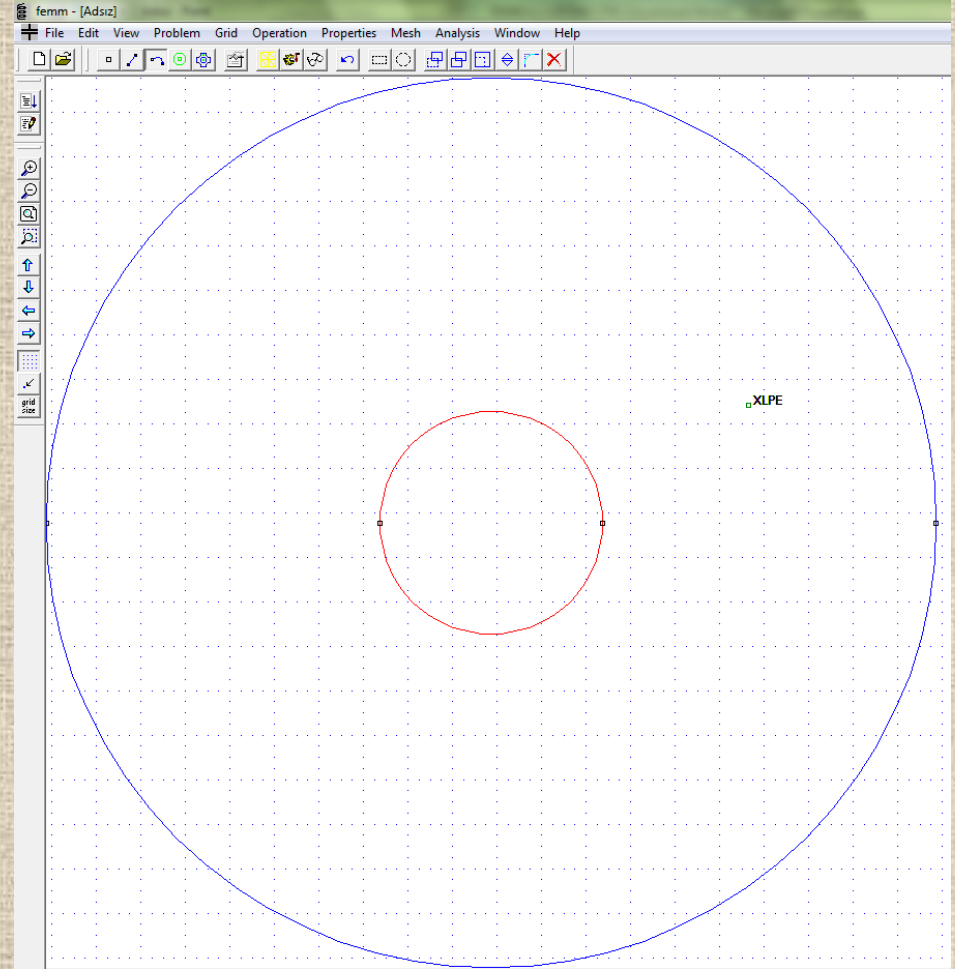 femm - [Adsız]
File Edit View Problem Grid Operation Properties Mesh Analysis Window Help
grid
size
XLPE